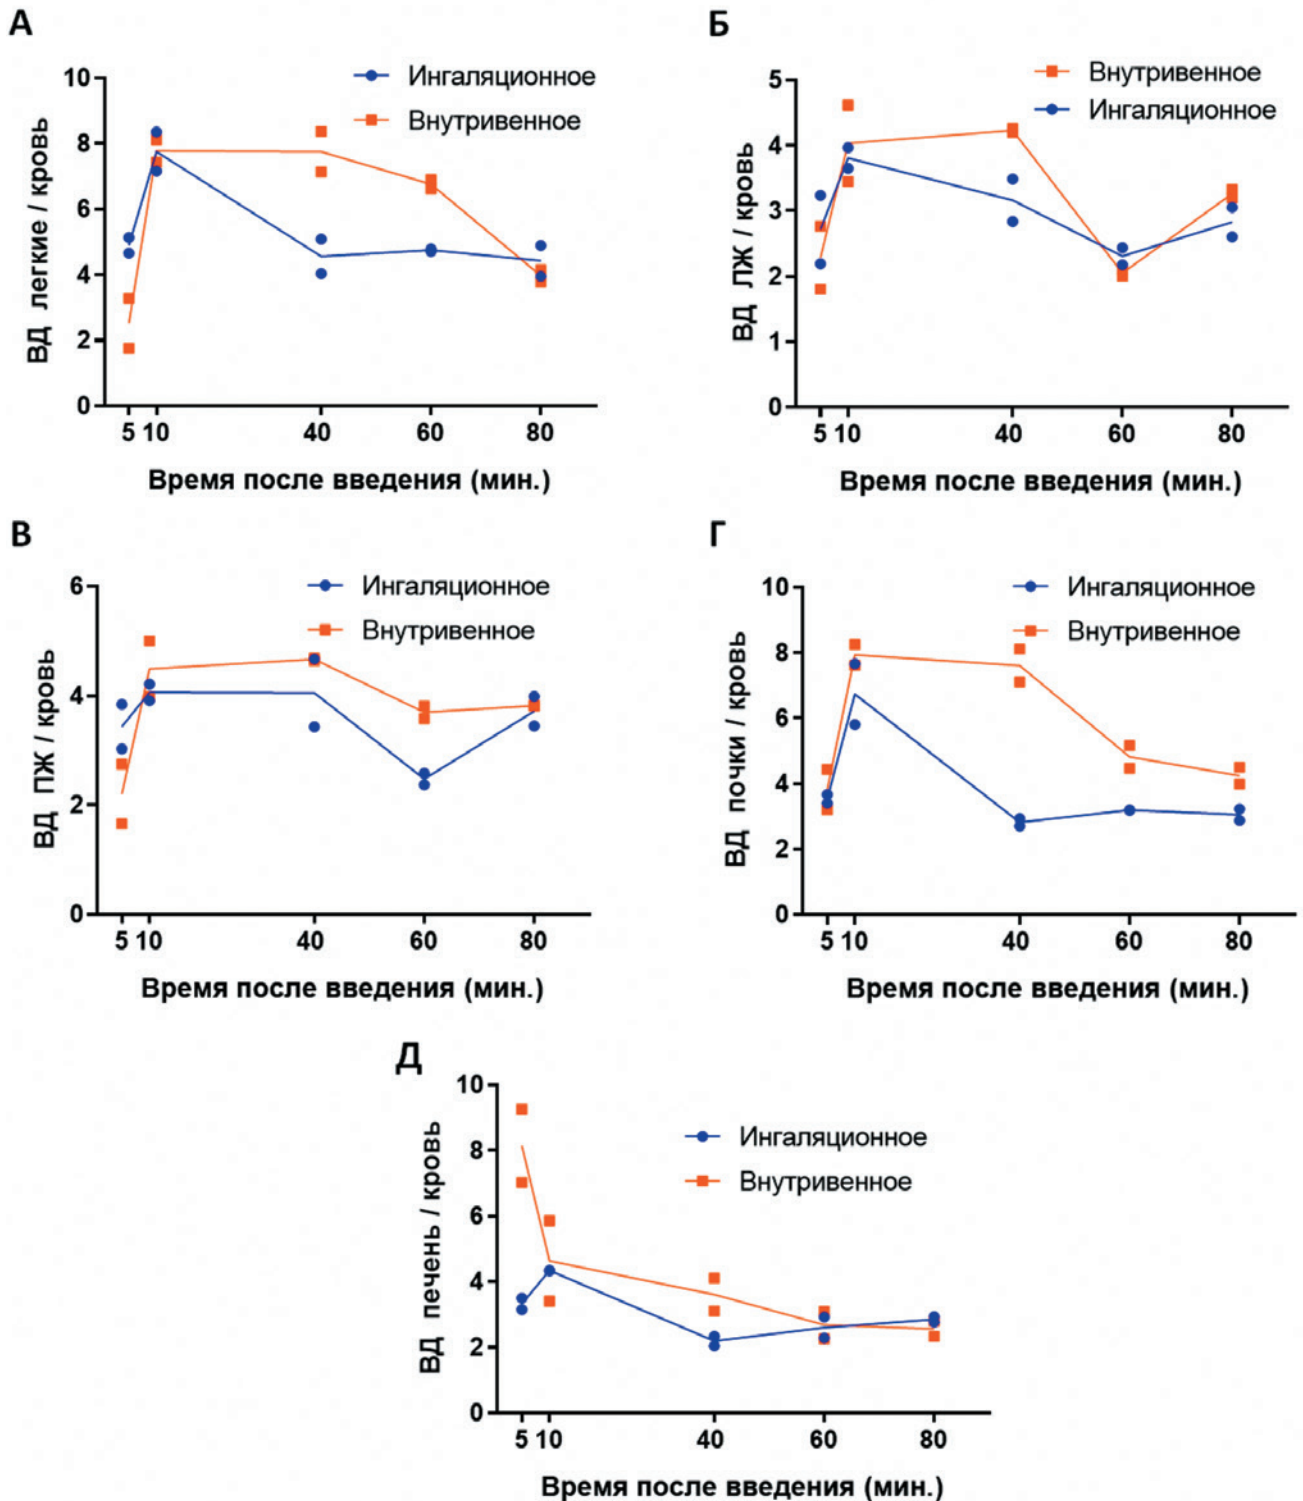 А
ВД легкие / кровь
10
8
6
4
2
0
Ингаляционное
Внутривенное
5 10 40 60 80
Время после введения (мин.)
Б
ВД ЛЖ / кровь
5
4
3
2
1
0
Внутривенное
Ингаляционное
5 10 40 60 80
Время после введения (мин.)
В
ВД ПЖ / кровь
6
4
2
0
Ингаляционное
Внутривенное
5 10 40 60 80
Время после введения (мин.)
Г
ВД почки / кровь
10
8
6
4
2
0
Ингаляционное
Внутривенное
5 10 40 60 80
Время после введения (мин.)
Д
ВД печень / кровь
10
8
6
4
2
0
Ингаляционное
Внутривенное
5 10 40 60 80
Время после введения (мин.)